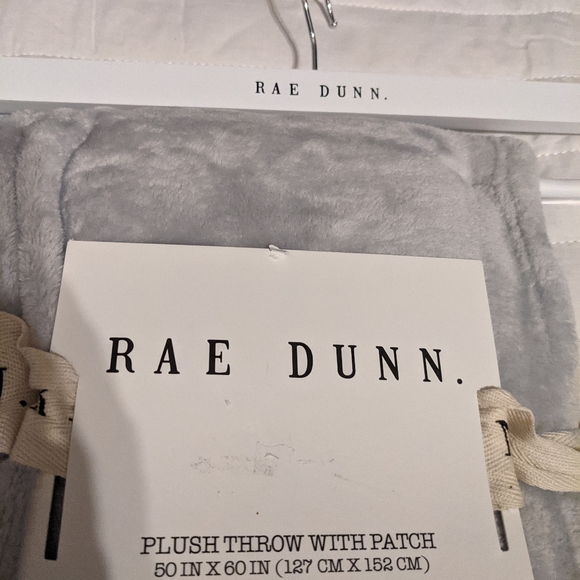 RAE DUNN.
RAE DUNN.
PLUSH THROW WITH PATCH
50 IN X 60 IN (127 CM X 152 CM)